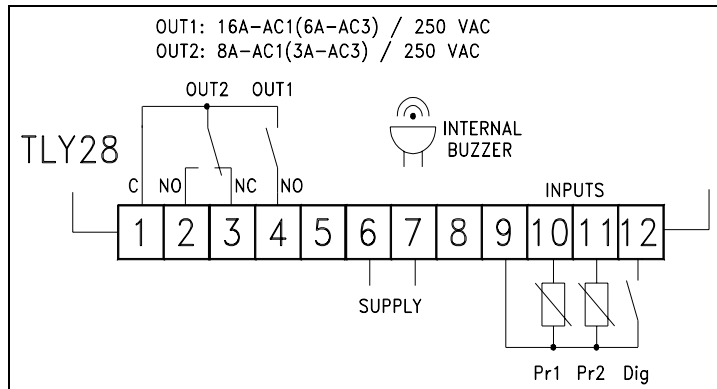 OUT1: 16A-AC1(6A-AC3) / 250 VAC
OUT2: 8A-AC1(3A-AC3) / 250 VAC
OUT2 OUT1
TLY28
INTERNAL
BUZZER
C NO NC NO
INPUTS
1 2 3 4 5 6 7 8 9 10 11 12
SUPPLY
Pr1 Pr2 Dig